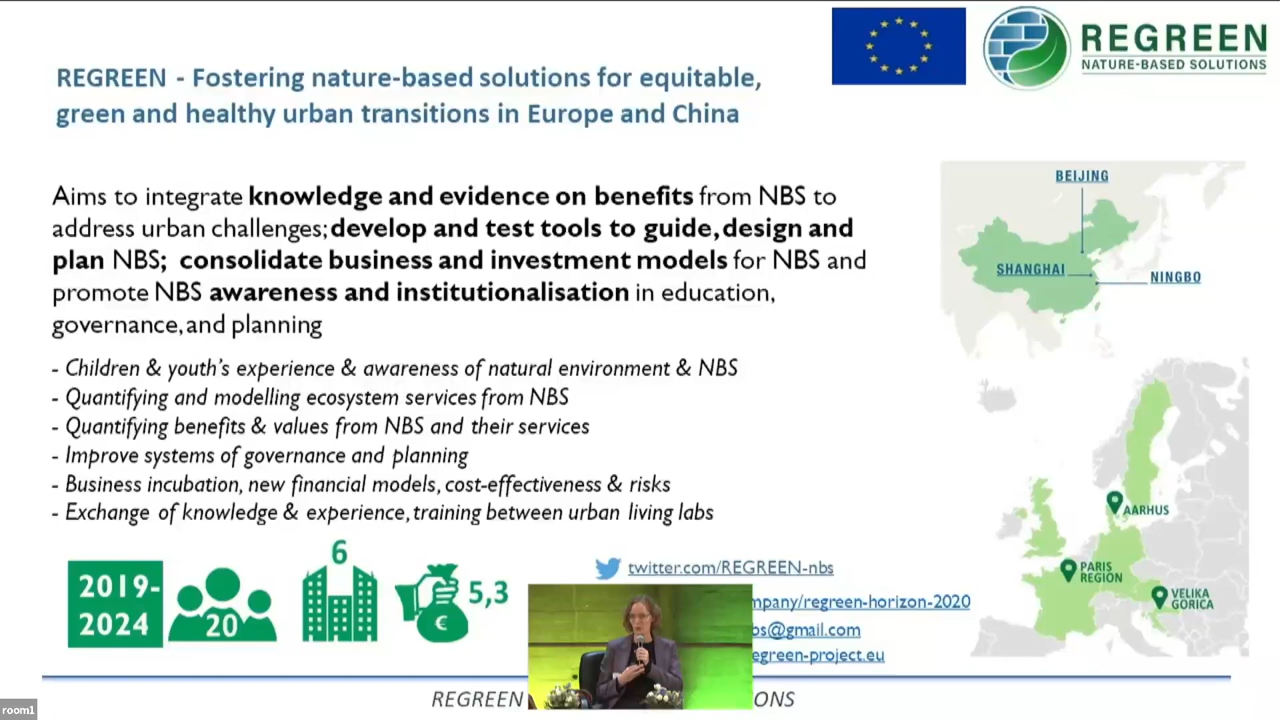 REGREEN
NATURE-BASED SOLUTIONS
REGREEN - Fostering nature-based solutions for equitable,
green and healthy urban transitions in Europe and China
Aims to integrate knowledge and evidence on benefits from NBS to
address urban challenges; develop and test tools to guide, design and
plan NBS; consolidate business and investment models for NBS and
promote NBS awareness and institutionalisation in education,
governance, and planning
- Children & youth's experience & awareness of natural environment & NBS
- Quantifying and modelling ecosystem services from NBS
- Quantifying benefits & values from NBS and their services
- Improve systems of governance and planning
- Business incubation, new financial models, cost-effectiveness & risks
- Exchange of knowledge & experience, training between urban living labs
BEIJING
SHANGHAI
NINGBO
AARHUS
PARIS
REGION
VELIKA
GORICA
2019-
2024
20
6
5,3
€
twitter.com/REGREEN-nbs
mpany/regreen-horizon-2020
bs@gmail.com
egreen-project.eu
REGREEN
IONS
room1